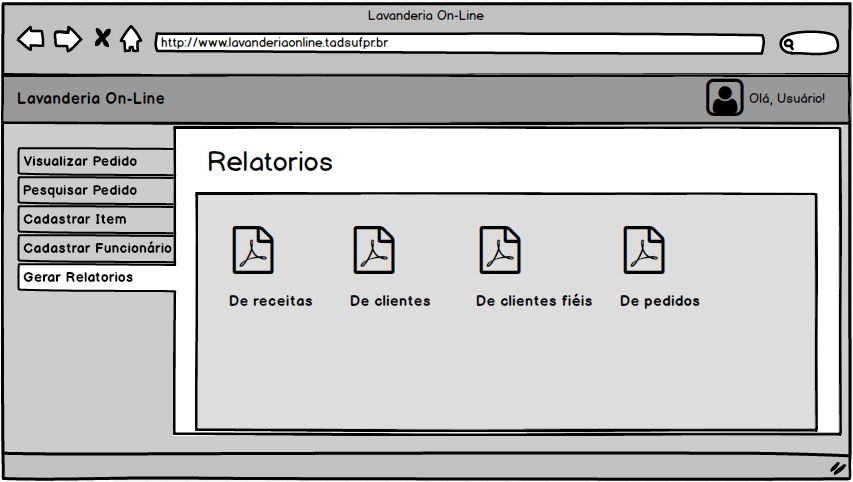 Lavanderia On-Line
http://www.lavanderiaonline.tadsufpr.br
Lavanderia On-Line
Olá, Usuário!
Visualizar Pedido
Pesquisar Pedido
Cadastrar Item
Cadastrar Funcionário
Gerar Relatorios
Relatorios
De receitas
De clientes
De clientes fiéis
De pedidos